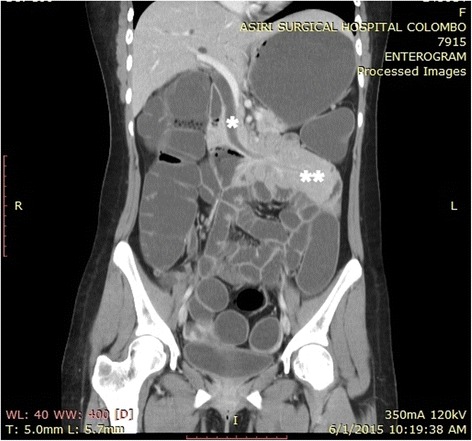 F
ASIRI SURGICAL HOSPITAL COLOMBO
7915
ENTEROGRAM
Processed Images
*
**
R
L
WL: 40 WW: 400 [D]
T: 5.0mm L: 5.7mm
I
350mA 120kV
6/1/2015 10:19:38 AM